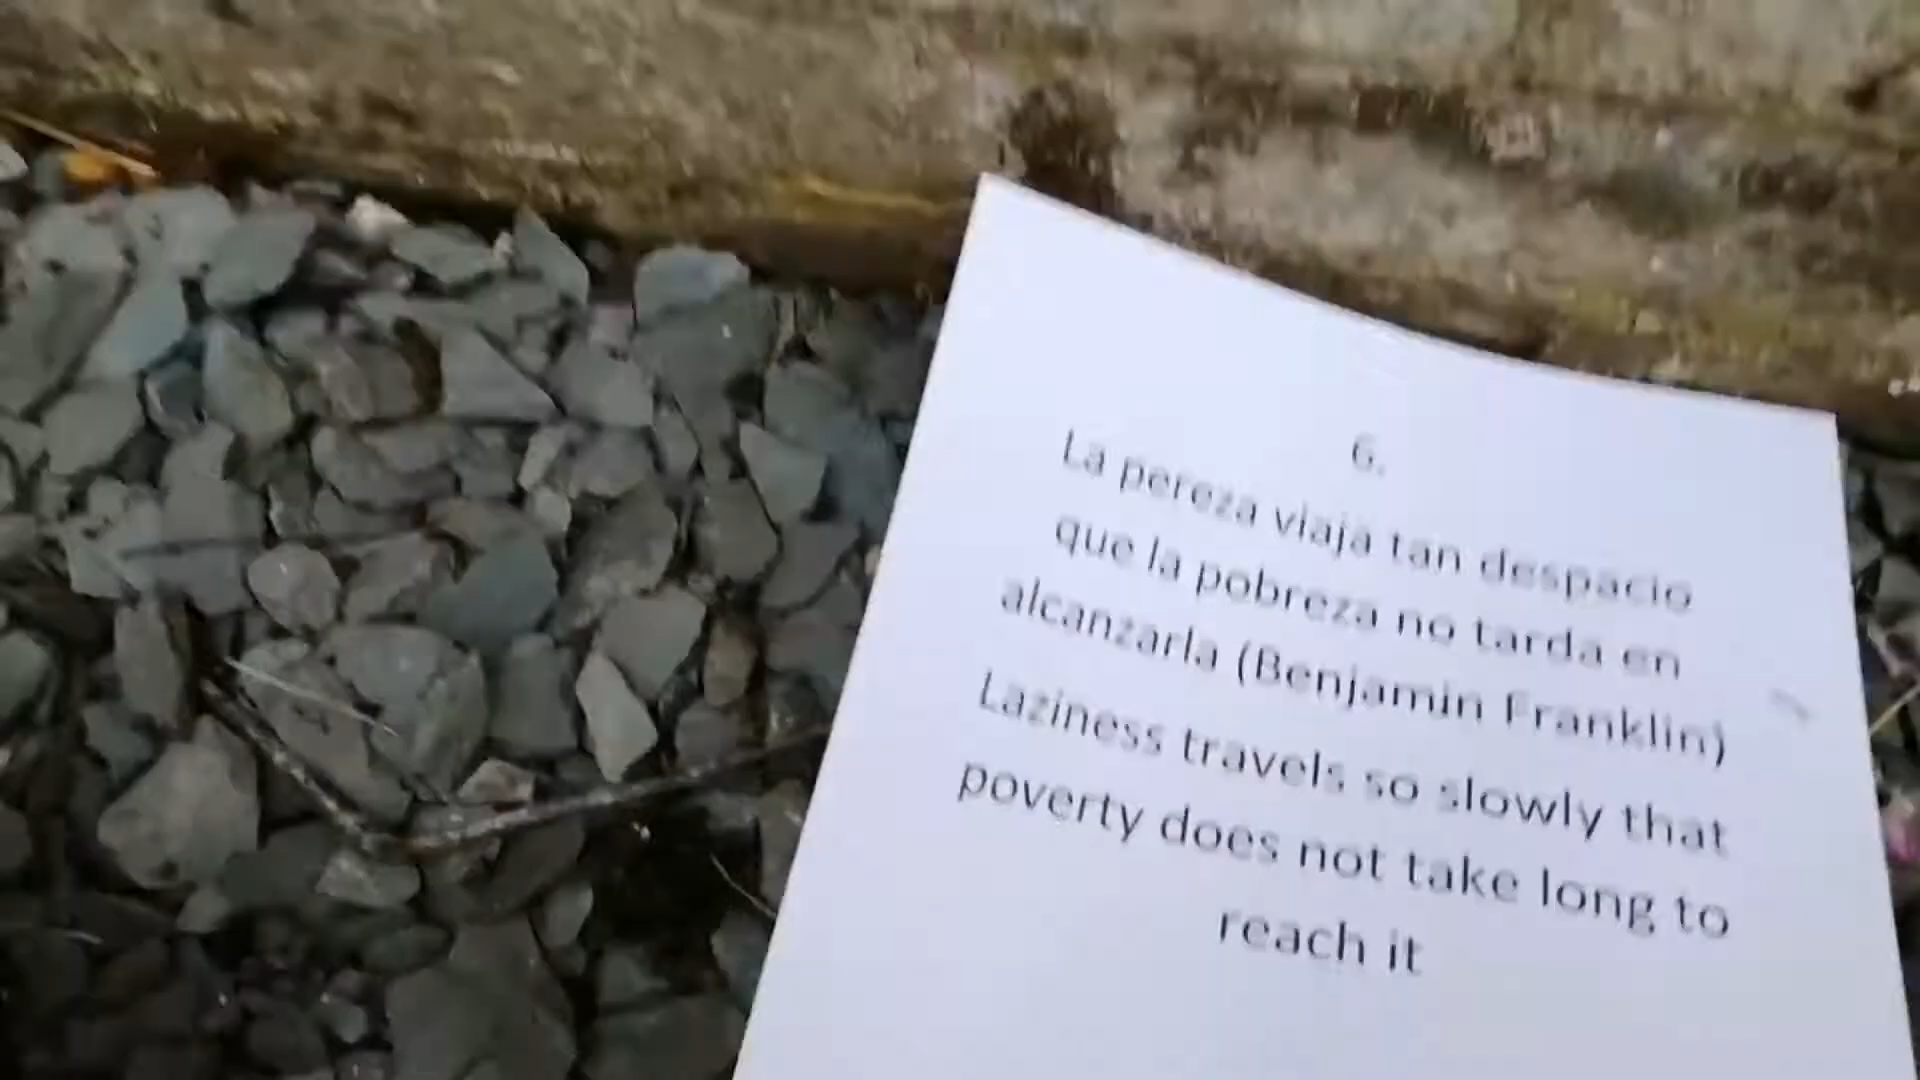 6.
La pereza viaja tan despacio
que la pobreza no tarda en
alcanzarla (Benjamin Franklin)
Laziness travels so slowly that
poverty does not take long to
reach it